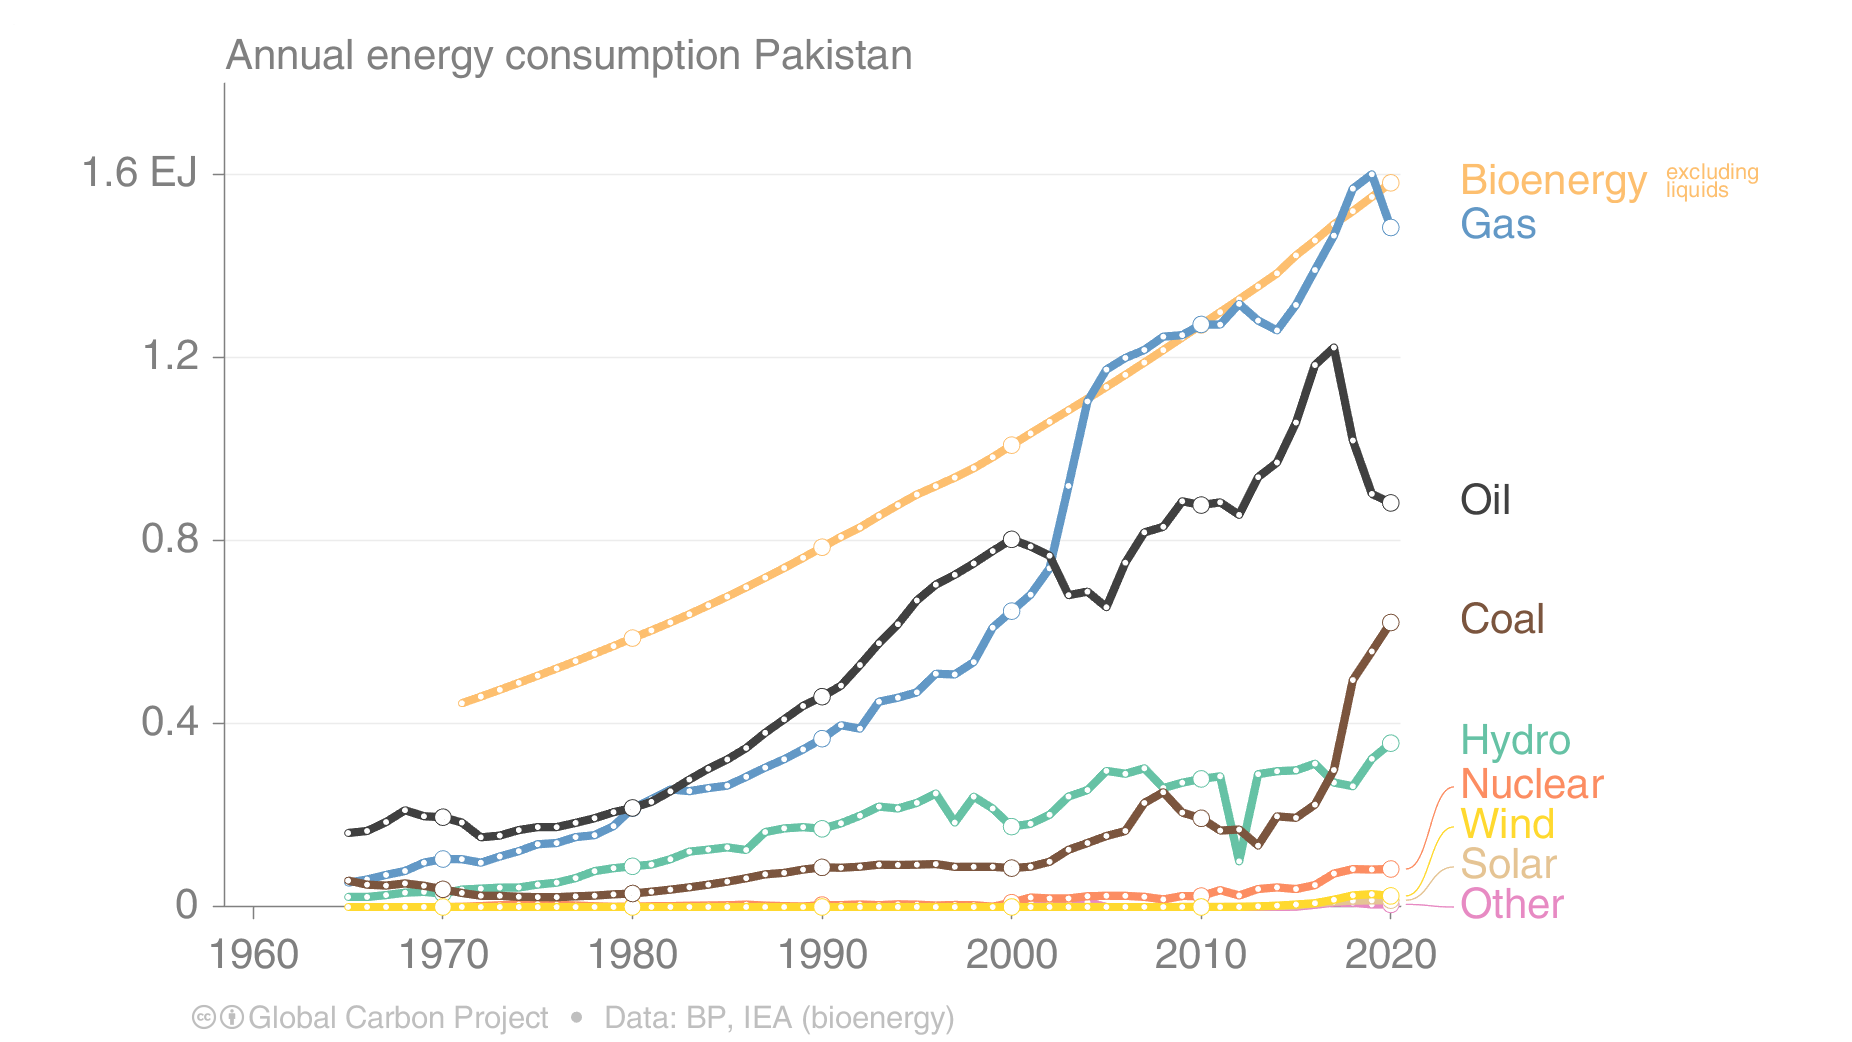 Annual energy consumption Pakistan
1.6 EJ
1.2
0.8
0.4
0
1960 1970 1980 1990 2000 2010 2020
Bioenergy excluding
liquids
Gas
Oil
Coal
Hydro
Nuclear
Wind
Solar
Other
cc Global Carbon Project • Data: BP, IEA (bioenergy)